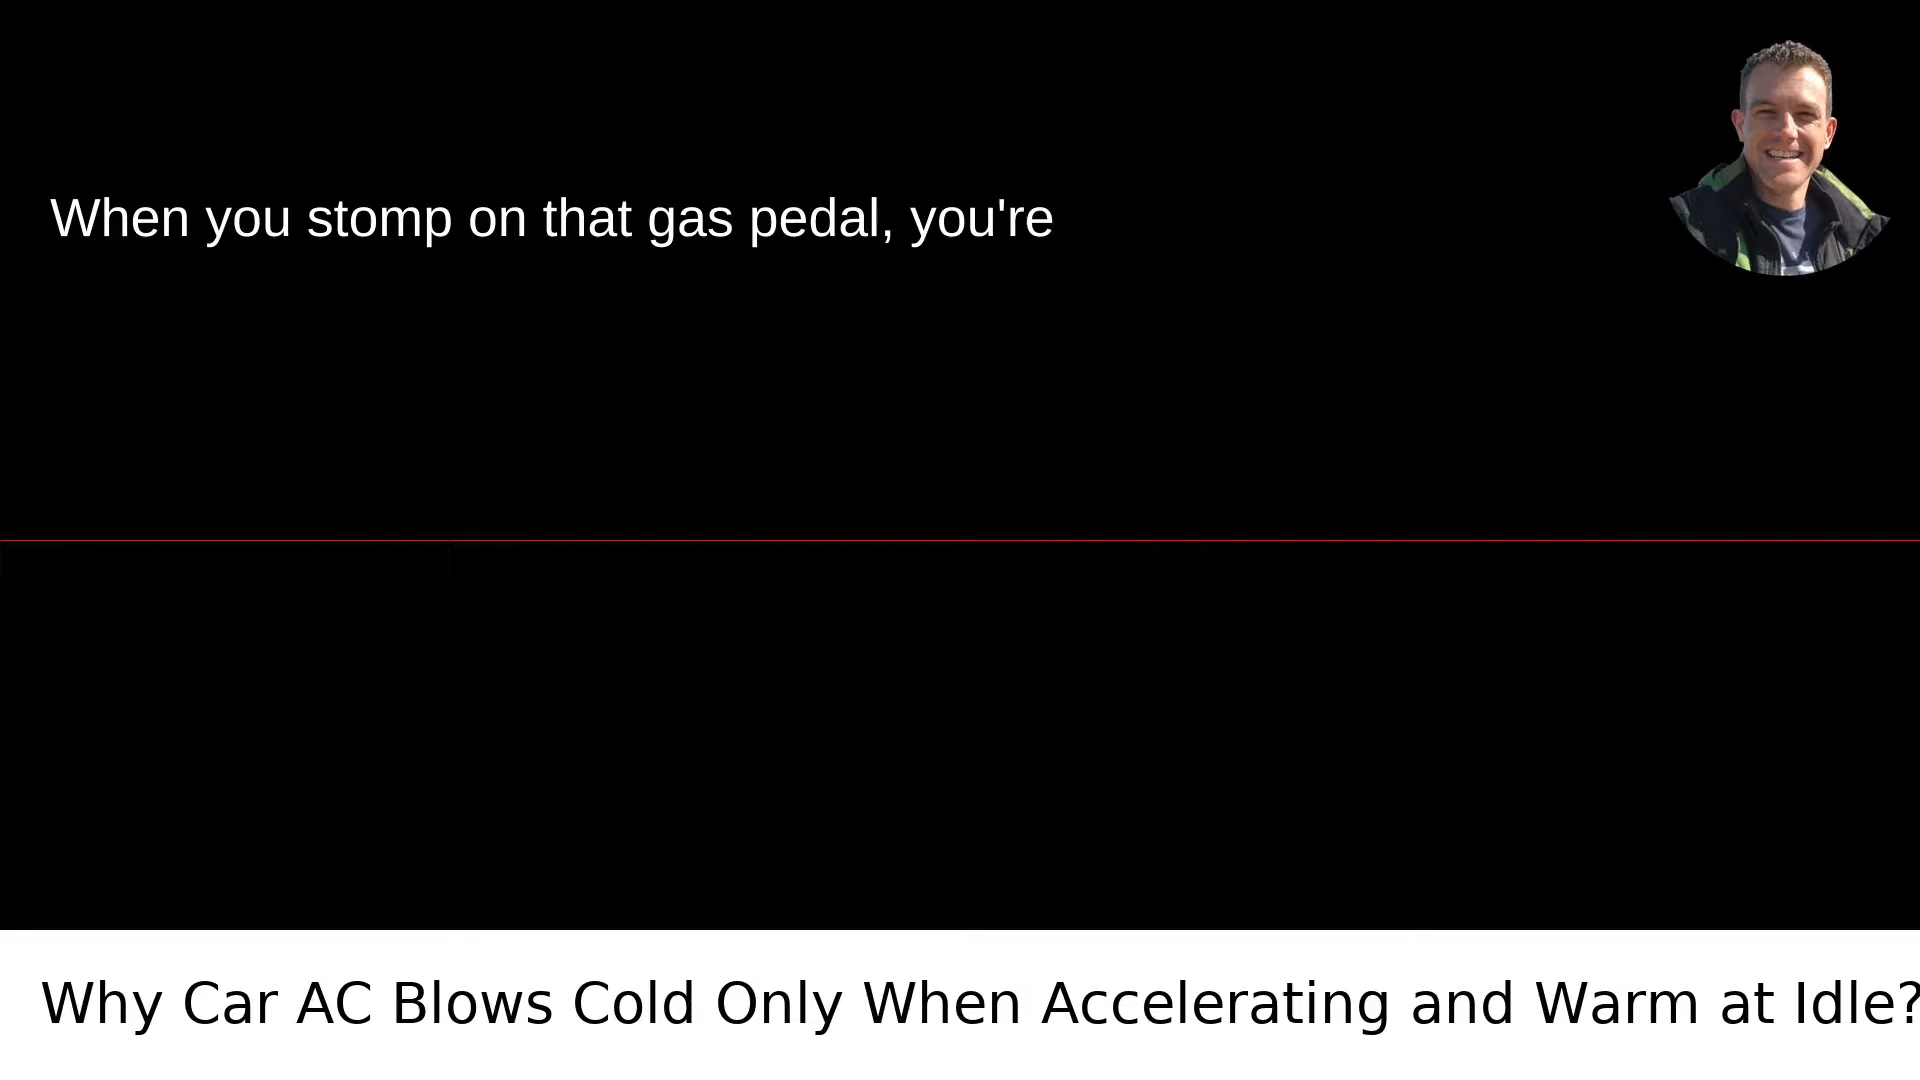 When you stomp on that gas pedal, you're
Why Car AC Blows Cold Only When Accelerating and Warm at Idle?